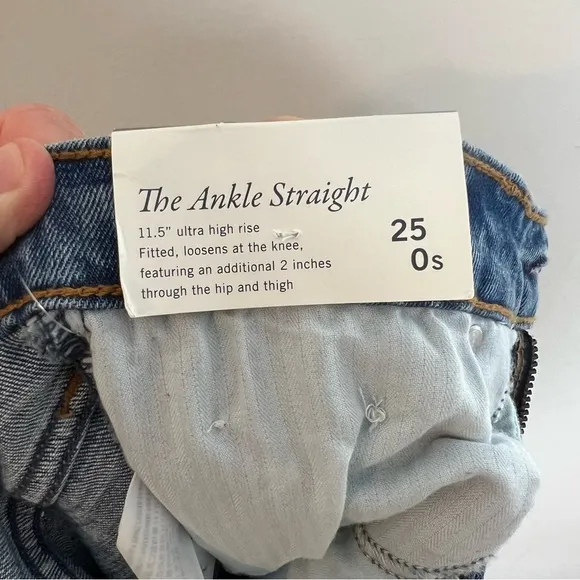 The Ankle Straight
11.5" ultra high rise
Fitted, loosens at the knee,
featuring an additional 2 inches
through the hip and thigh
25
0s